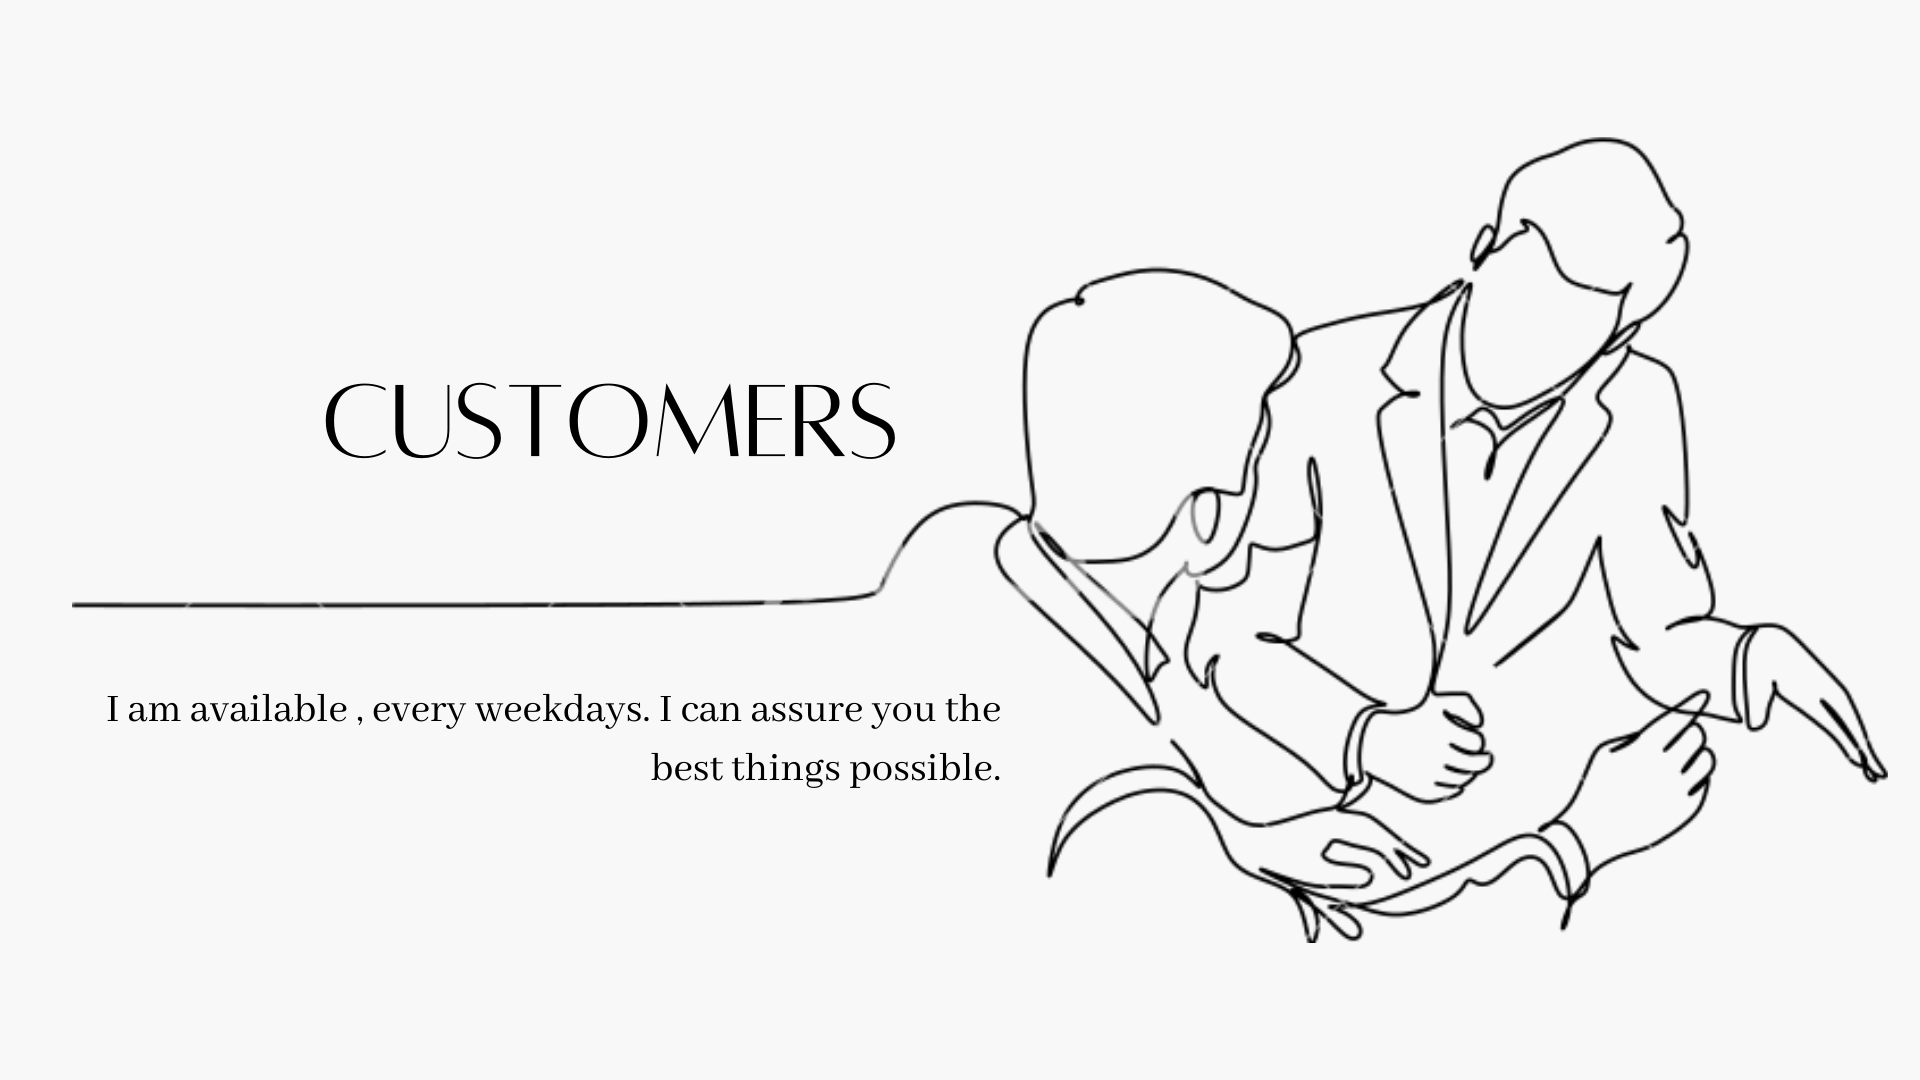 CUSTOMERS
I am available , every weekdays. I can assure you the
best things possible.